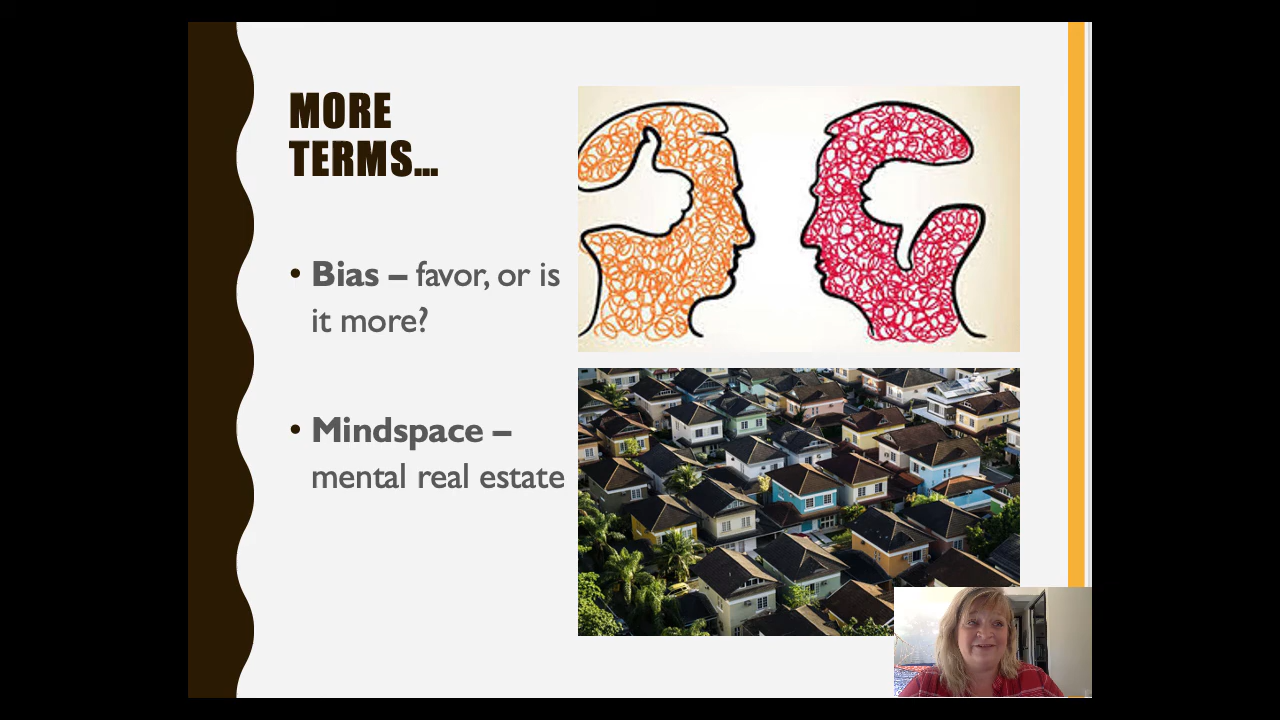 MORE
TERMS...
• Bias – favor, or is
it more?
• Mindspace –
mental real estate